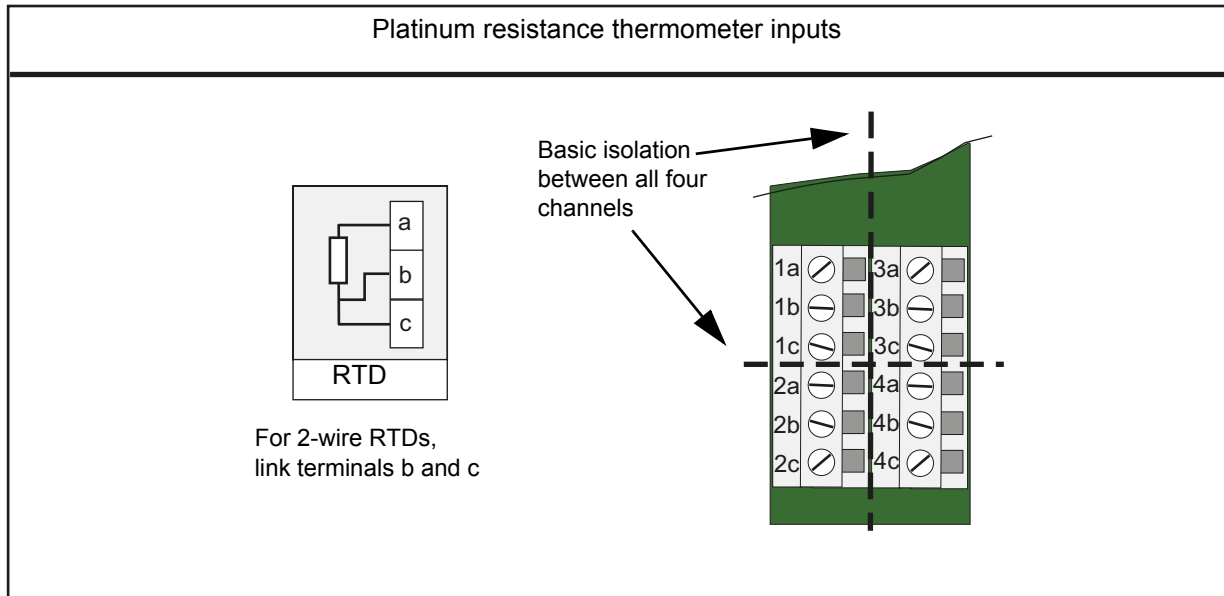 Platinum resistance thermometer inputs
Basic isolation
between all four
channels
a
b
c
RTD
For 2-wire RTDs,
link terminals b and c
1a 3a
1b 3b
1c 3c
2a 4a
2b 4b
2c 4c